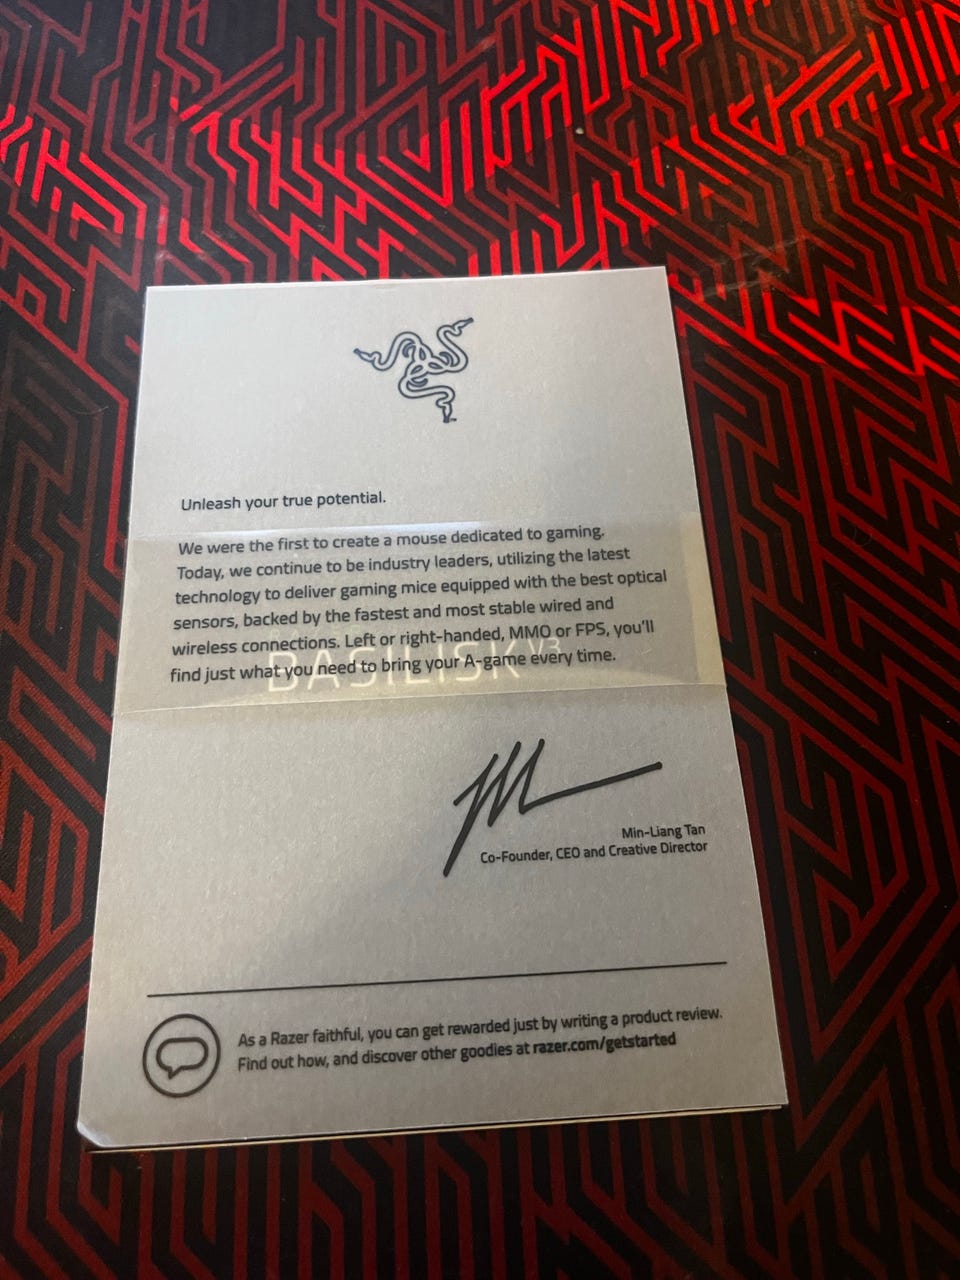 Unleash your true potential.
We were the first to create a mouse dedicated to gaming.
Today, we continue to be industry leaders, utilizing the latest
technology to deliver gaming mice equipped with the best optical
sensors, backed by the fastest and most stable wired and
wireless connections. Left or right-handed, MMO or FPS, you'll
find just what you need to bring your A-game every time.
BASILISK V3
Min-Liang Tan
Co-Founder, CEO and Creative Director
As a Razer faithful, you can get rewarded just by writing a product review.
Find out how, and discover other goodies at razer.com/getstarted